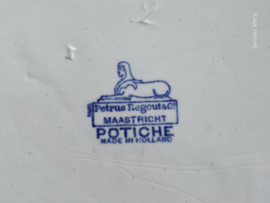 Petrus Regout & Co.
MAASTRICHT
POTICHE
MADE IN HOLLAND